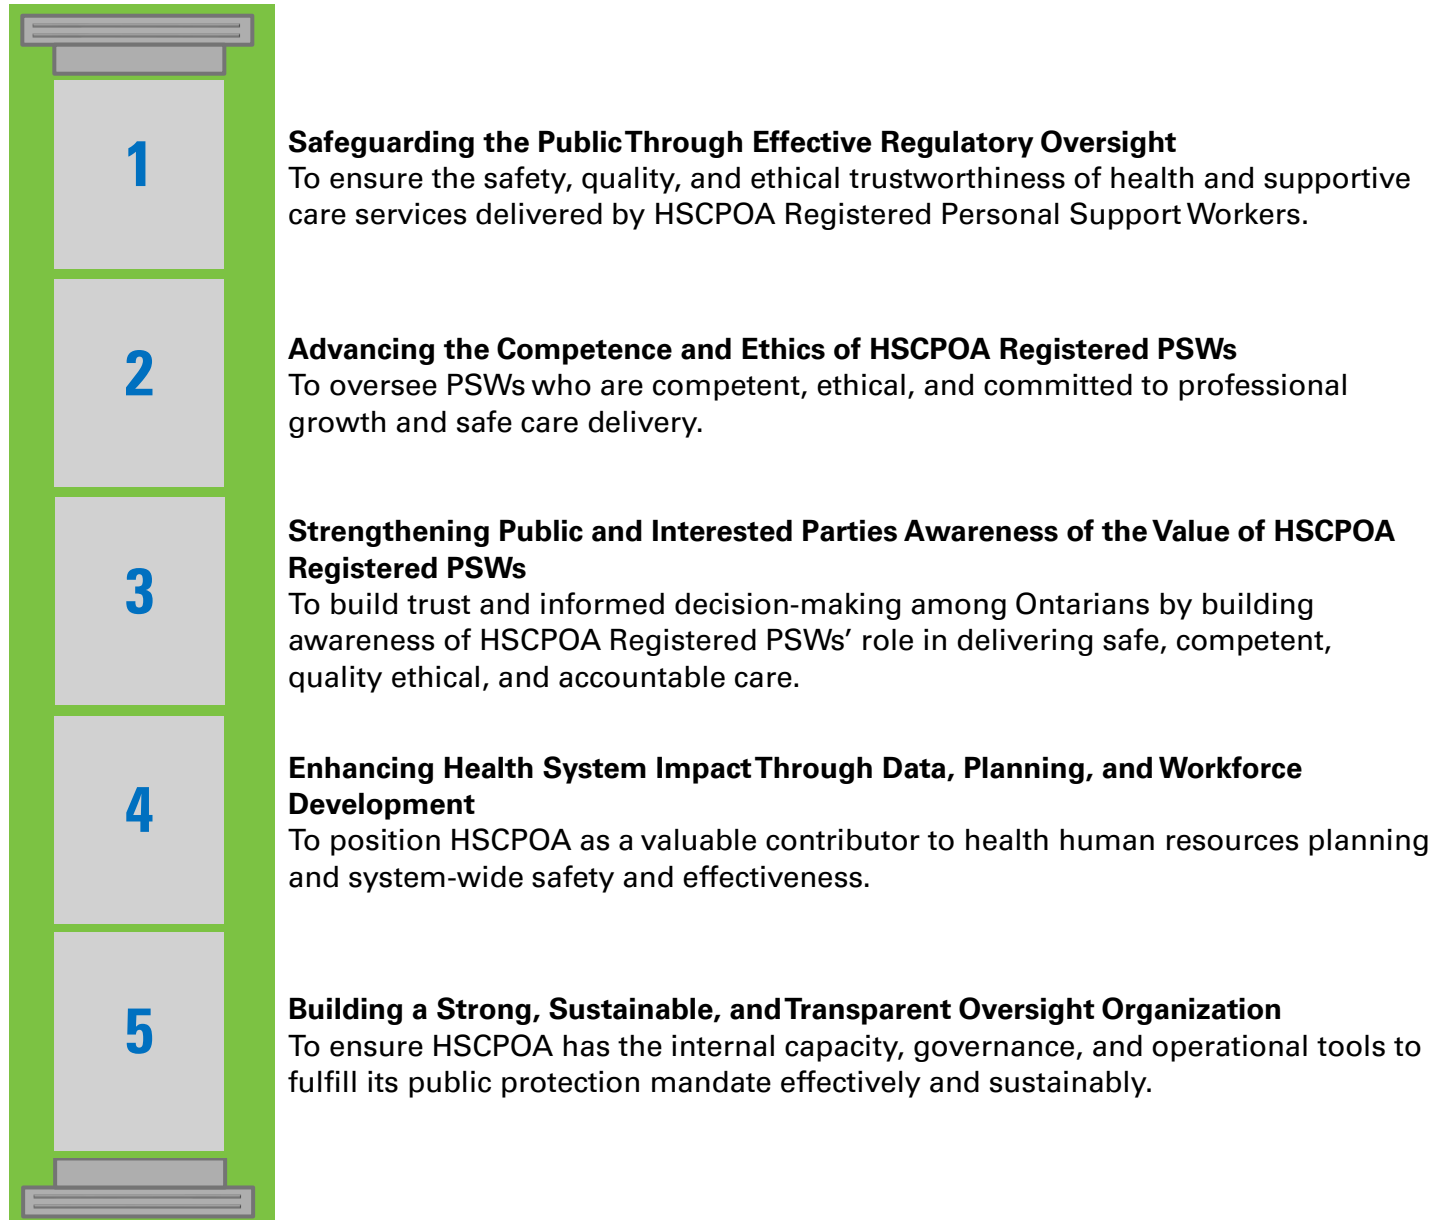 1
Safeguarding the Public Through Effective Regulatory Oversight
To ensure the safety, quality, and ethical trustworthiness of health and supportive
care services delivered by HSCPOA Registered Personal Support Workers.
2
Advancing the Competence and Ethics of HSCPOA Registered PSWs
To oversee PSWs who are competent, ethical, and committed to professional
growth and safe care delivery.
3
Strengthening Public and Interested Parties Awareness of the Value of HSCPOA
Registered PSWs
To build trust and informed decision-making among Ontarians by building
awareness of HSCPOA Registered PSWs’ role in delivering safe, competent,
quality ethical, and accountable care.
4
Enhancing Health System Impact Through Data, Planning, and Workforce
Development
To position HSCPOA as a valuable contributor to health human resources planning
and system-wide safety and effectiveness.
5
Building a Strong, Sustainable, and Transparent Oversight Organization
To ensure HSCPOA has the internal capacity, governance, and operational tools to
fulfill its public protection mandate effectively and sustainably.